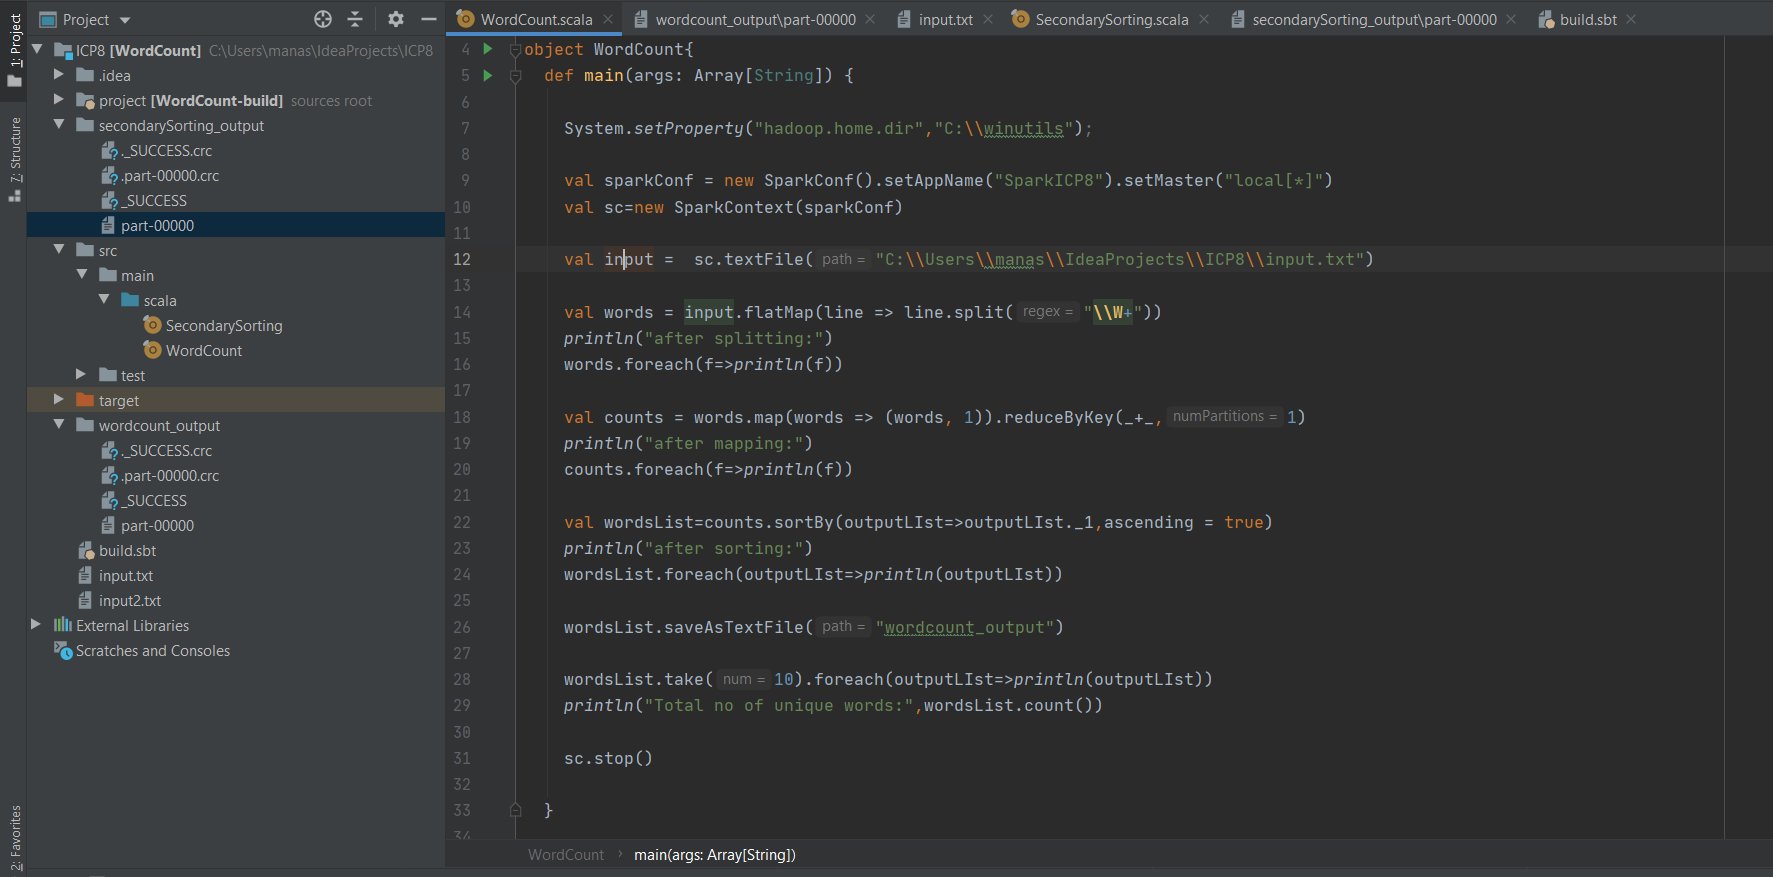 Project
WordCount.scala
wordcount_output\part-00000
input.txt
SecondarySorting.scala
secondarySorting_output\part-00000
build.sbt
1: Project
7: Structure
2: Favorites
ICP8 [WordCount] C:\Users\manas\IdeaProjects\ICP8
.idea
project [WordCount-build] sources root
secondarySorting_output
._SUCCESS.crc
.part-00000.crc
_SUCCESS
part-00000
src
main
scala
SecondarySorting
WordCount
test
target
wordcount_output
._SUCCESS.crc
.part-00000.crc
_SUCCESS
part-00000
build.sbt
input.txt
input2.txt
External Libraries
Scratches and Consoles
4 object WordCount{
5 def main(args: Array[String]) {
6
7 System.setProperty("hadoop.home.dir","C:\\winutils");
8
9 val sparkConf = new SparkConf().setAppName("SparkICP8").setMaster("local[*]")
10 val sc=new SparkContext(sparkConf)
11
12 val input = sc.textFile( path = "C:\\Users\\manas\\IdeaProjects\\ICP8\\input.txt")
13
14 val words = input.flatMap(line => line.split( regex = "\\W+"))
15 println("after splitting:")
16 words.foreach(f=>println(f))
17
18 val counts = words.map(words => (words, 1)).reduceByKey(_+_, numPartitions = 1)
19 println("after mapping:")
20 counts.foreach(f=>println(f))
21
22 val wordsList=counts.sortBy(outputLIst=>outputLIst._1,ascending = true)
23 println("after sorting:")
24 wordsList.foreach(outputLIst=>println(outputLIst))
25
26 wordsList.saveAsTextFile( path = "wordcount_output")
27
28 wordsList.take( num = 10).foreach(outputLIst=>println(outputLIst))
29 println("Total no of unique words:",wordsList.count())
30
31 sc.stop()
32
33 }
34
WordCount › main(args: Array[String])